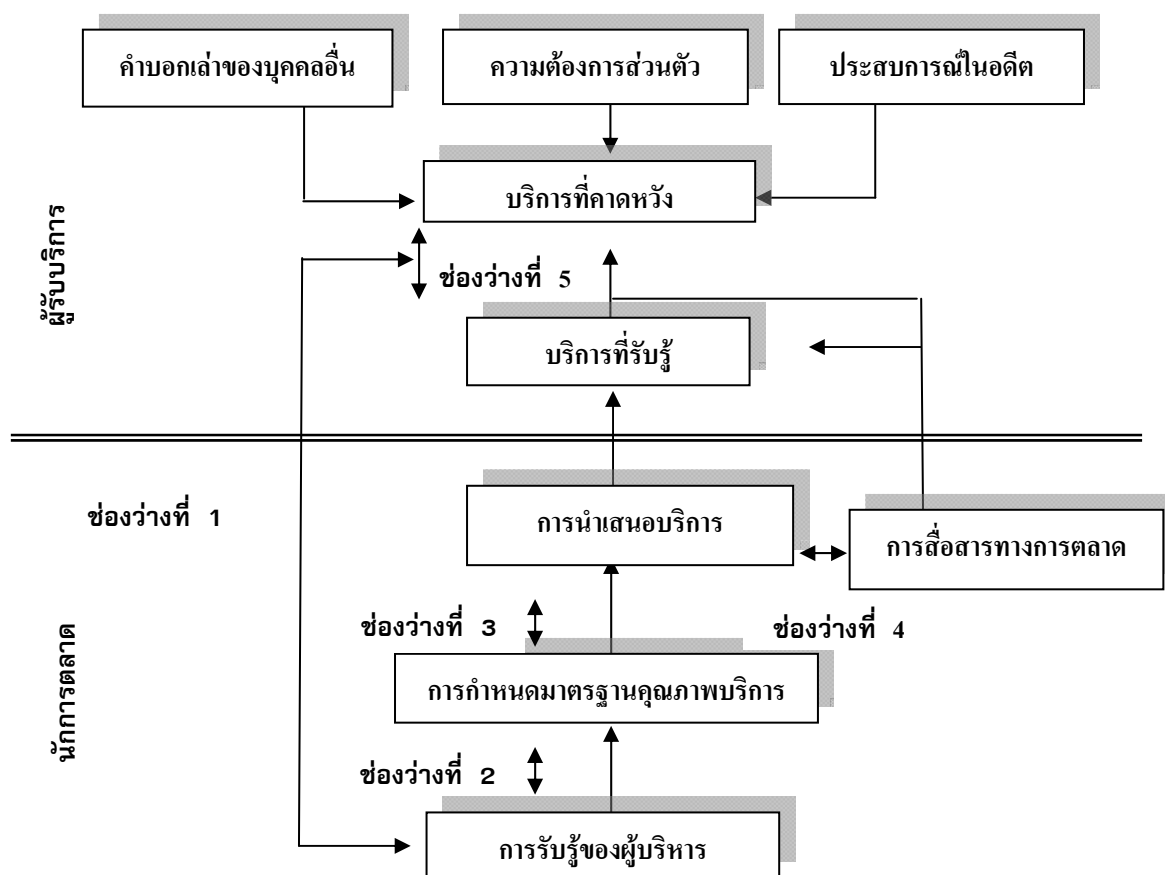 คำบอกเล่าของบุคคลอื่น
ความต้องการส่วนตัว
ประสบการณ์ในอดีต
บริการที่คาดหวัง
ผู้รับบริการ
ช่องว่างที่ 5
บริการที่รับรู้
ช่องว่างที่ 1
การนำเสนอบริการ
การสื่อสารทางการตลาด
ช่องว่างที่ 3
ช่องว่างที่ 4
นักการตลาด
การกำหนดมาตรฐานคุณภาพบริการ
ช่องว่างที่ 2
การรับรู้ของผู้บริหาร